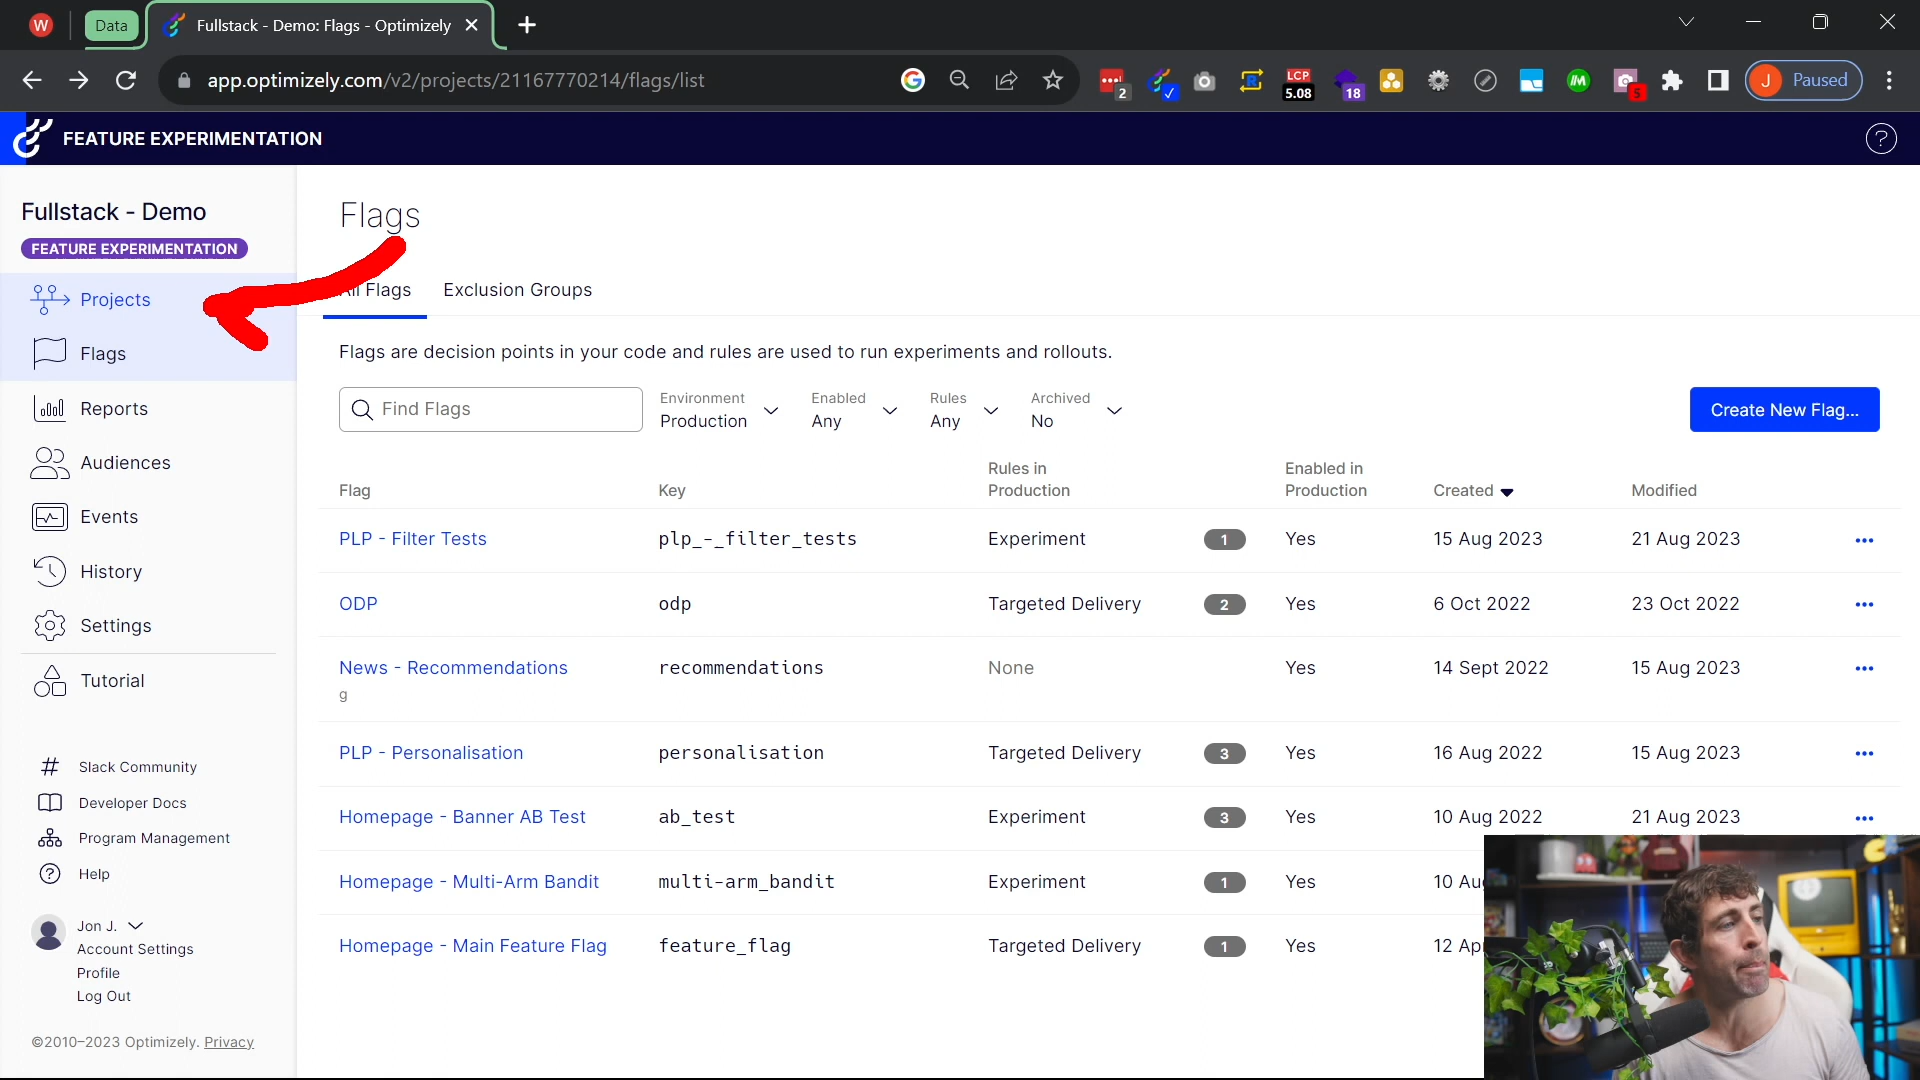 W
Data
Fullstack - Demo: Flags - Optimizely
app.optimizely.com/v2/projects/21167770214/flags/list
2
LCP
5.08
18
5
J
Paused
FEATURE EXPERIMENTATION
?
Fullstack - Demo
FEATURE EXPERIMENTATION
Projects
Flags
Reports
Audiences
Events
History
Settings
Tutorial
Slack Community
Developer Docs
Program Management
Help
Jon J.
Account Settings
Profile
Log Out
©2010–2023 Optimizely. Privacy
Flags
All Flags
Exclusion Groups
Flags are decision points in your code and rules are used to run experiments and rollouts.
Find Flags
Environment
Production
Enabled
Any
Rules
Any
Archived
No
Create New Flag...
Flag Key Rules in Production Enabled in Production Created Modified
PLP - Filter Tests plp_-_filter_tests Experiment 1 Yes 15 Aug 2023 21 Aug 2023
ODP odp Targeted Delivery 2 Yes 6 Oct 2022 23 Oct 2022
News - Recommendations recommendations None Yes 14 Sept 2022 15 Aug 2023
g
PLP - Personalisation personalisation Targeted Delivery 3 Yes 16 Aug 2022 15 Aug 2023
Homepage - Banner AB Test ab_test Experiment 3 Yes 10 Aug 2022 21 Aug 2023
Homepage - Multi-Arm Bandit multi-arm_bandit Experiment 1 Yes 10 Au
Homepage - Main Feature Flag feature_flag Targeted Delivery 1 Yes 12 Ap